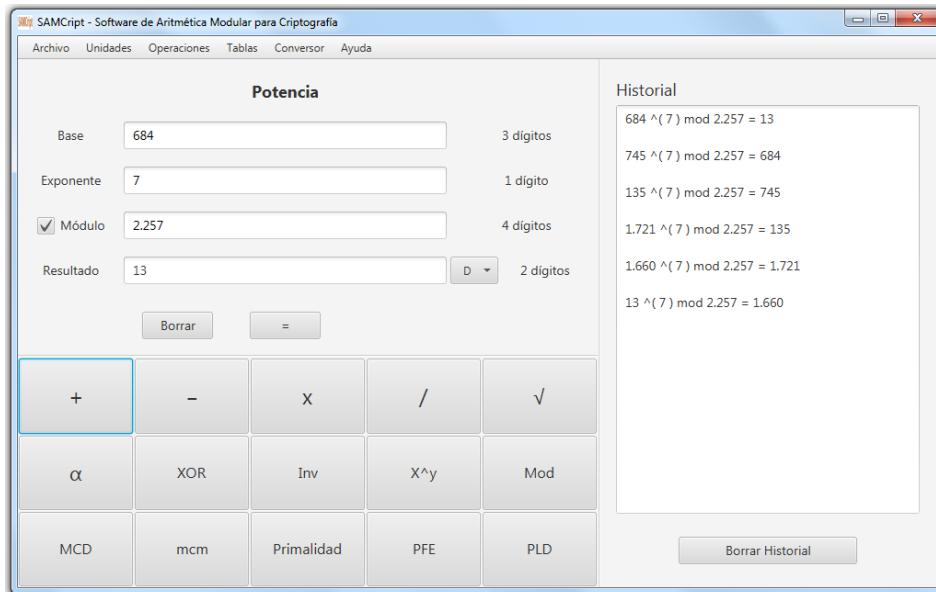 SAMCript - Software de Aritmética Modular para Criptografía
Archivo Unidades Operaciones Tablas Conversor Ayuda
Potencia
Base 684 3 dígitos
Exponente 7 1 dígito
Módulo 2.257 4 dígitos
Resultado 13 D 2 dígitos
Borrar =
+ − x / √
α XOR Inv X^y Mod
MCD mcm Primalidad PFE PLD
Historial
684 ^( 7 ) mod 2.257 = 13
745 ^( 7 ) mod 2.257 = 684
135 ^( 7 ) mod 2.257 = 745
1.721 ^( 7 ) mod 2.257 = 135
1.660 ^( 7 ) mod 2.257 = 1.721
13 ^( 7 ) mod 2.257 = 1.660
Borrar Historial